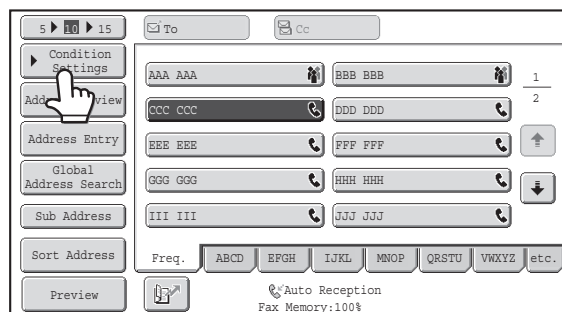 5 10 15
To
Cc
Condition
Settings
AAA AAA
BBB BBB
1
2
CCC CCC
DDD DDD
Address Entry
EEE EEE
FFF FFF
Global
Address Search
GGG GGG
HHH HHH
Sub Address
III III
JJJ JJJ
Sort Address
Freq. ABCD EFGH IJKL MNOP QRSTU VWXYZ etc.
Preview
Auto Reception
Fax Memory:100%